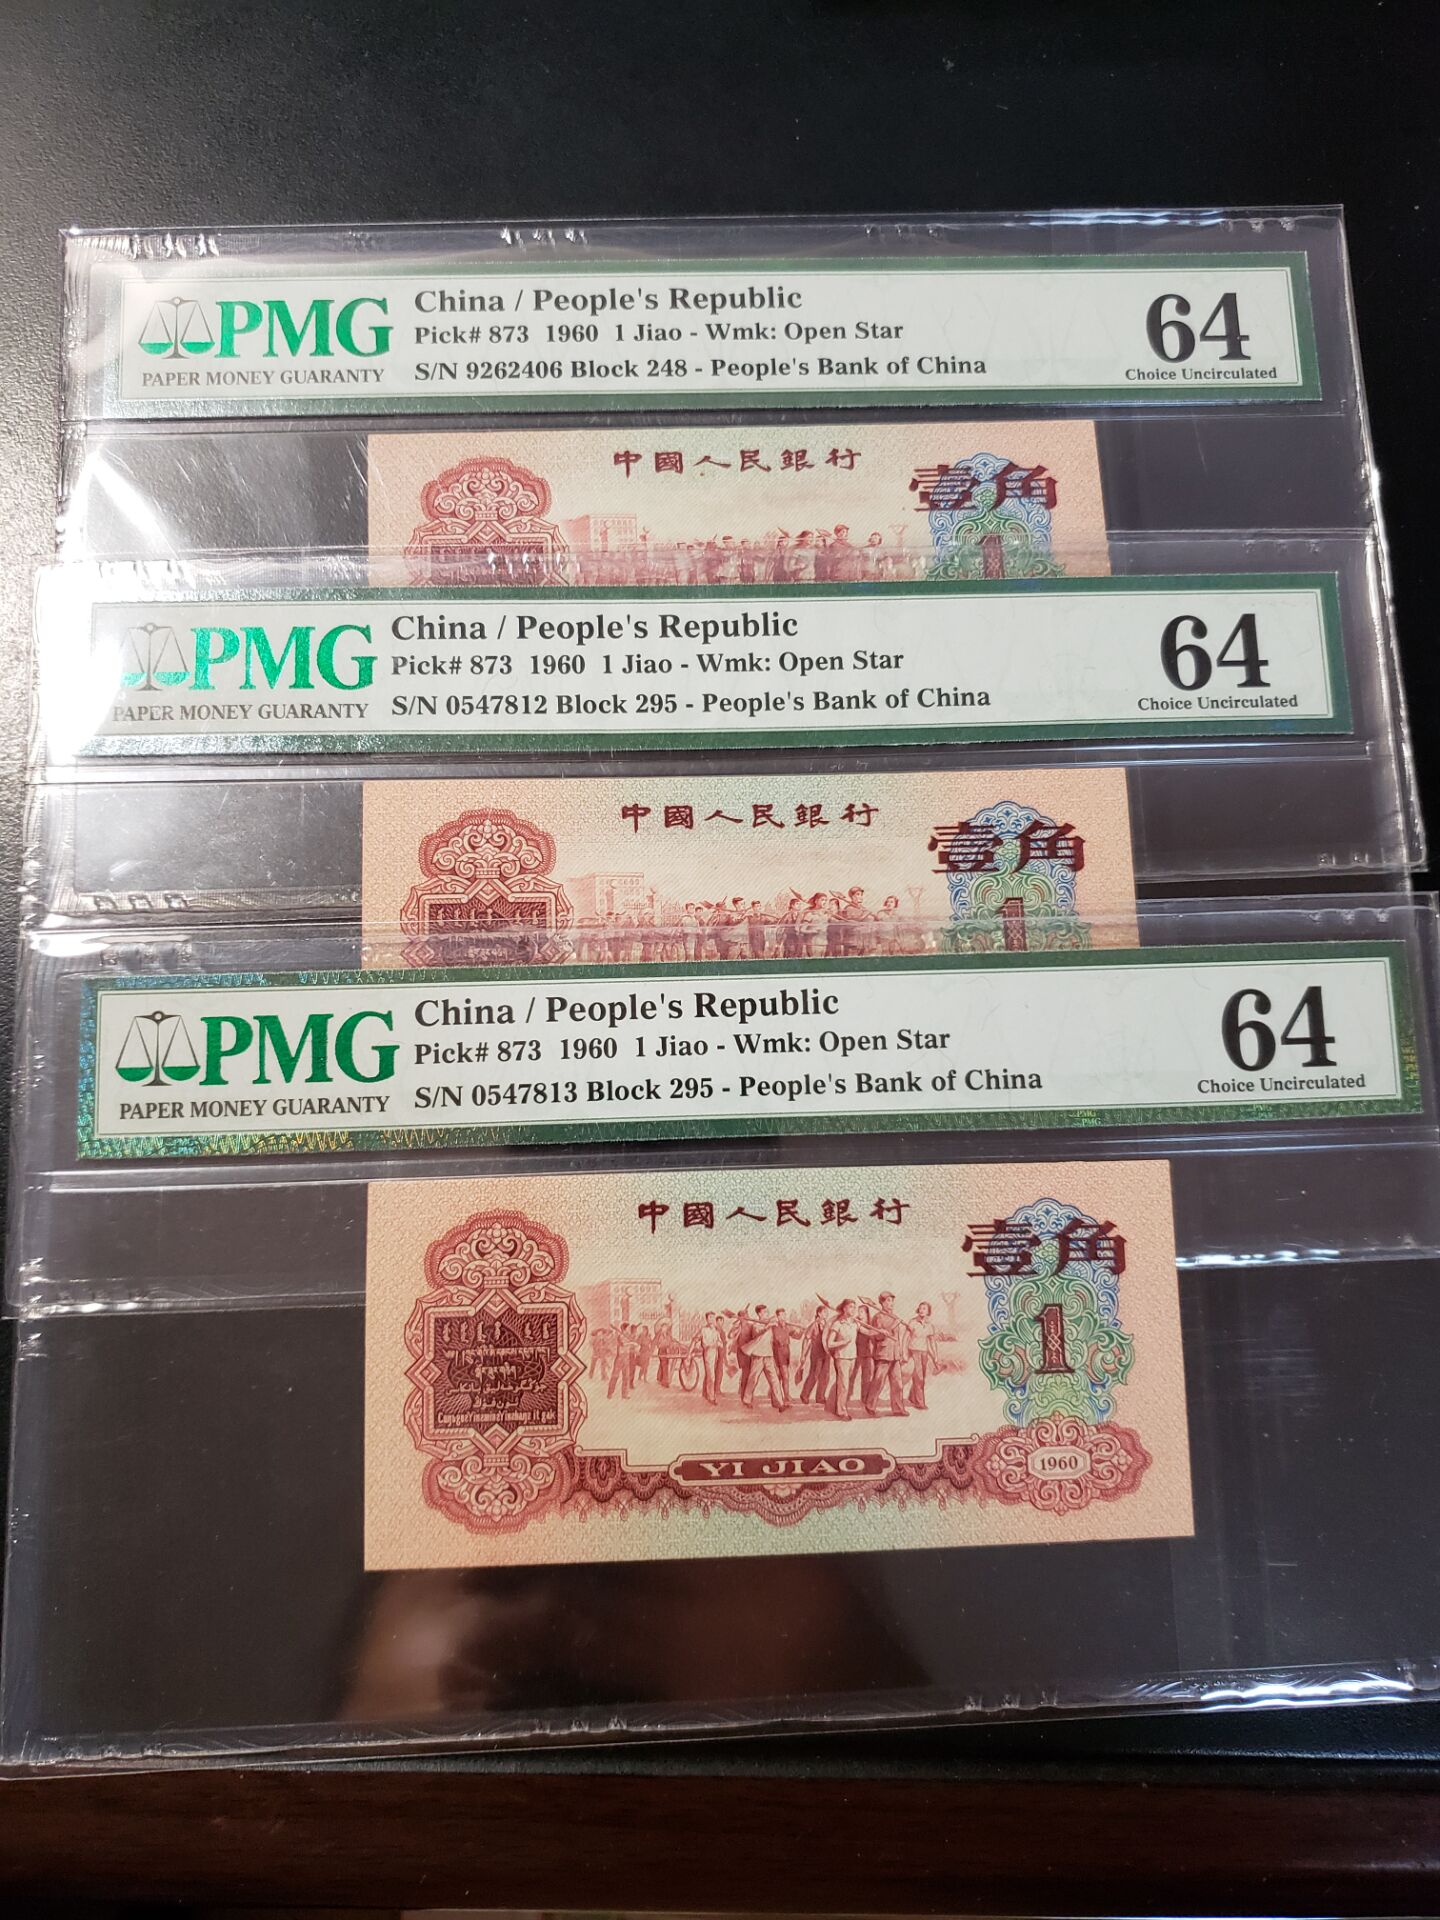 PMG
PAPER MONEY GUARANTY
China / People's Republic
Pick# 873 1960 1 Jiao - Wmk: Open Star
S/N 9262406 Block 248 - People's Bank of China
64
Choice Uncirculated
中國人民銀行
壹角
1
PMG
PAPER MONEY GUARANTY
China / People's Republic
Pick# 873 1960 1 Jiao - Wmk: Open Star
S/N 0547812 Block 295 - People's Bank of China
64
Choice Uncirculated
中國人民銀行
壹角
1
PMG
PAPER MONEY GUARANTY
China / People's Republic
Pick# 873 1960 1 Jiao - Wmk: Open Star
S/N 0547813 Block 295 - People's Bank of China
64
Choice Uncirculated
中國人民銀行
壹角
1
YI JIAO
1960